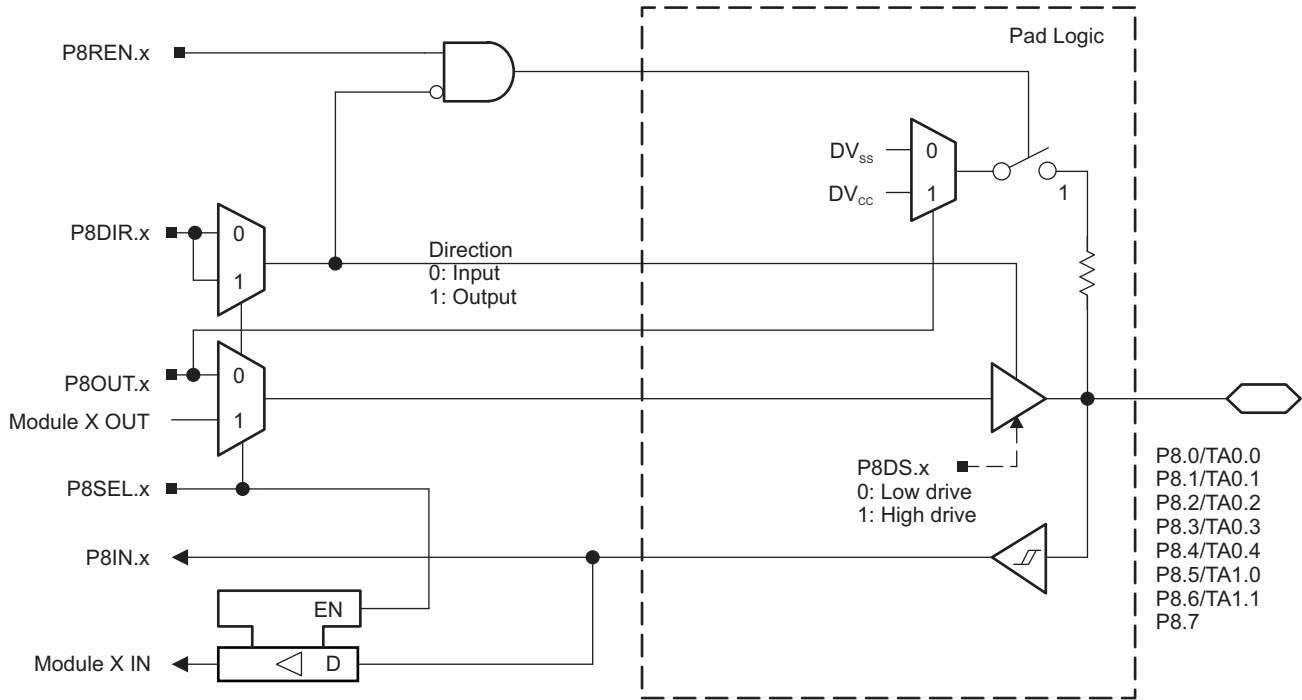 Pad Logic
P8REN.x
DVSS
0
DVCC
1
1
P8DIR.x
0
1
Direction
0: Input
1: Output
P8OUT.x
0
Module X OUT
1
P8SEL.x
P8DS.x
0: Low drive
1: High drive
P8.0/TA0.0
P8.1/TA0.1
P8.2/TA0.2
P8.3/TA0.3
P8.4/TA0.4
P8.5/TA1.0
P8.6/TA1.1
P8.7
P8IN.x
EN
Module X IN
D